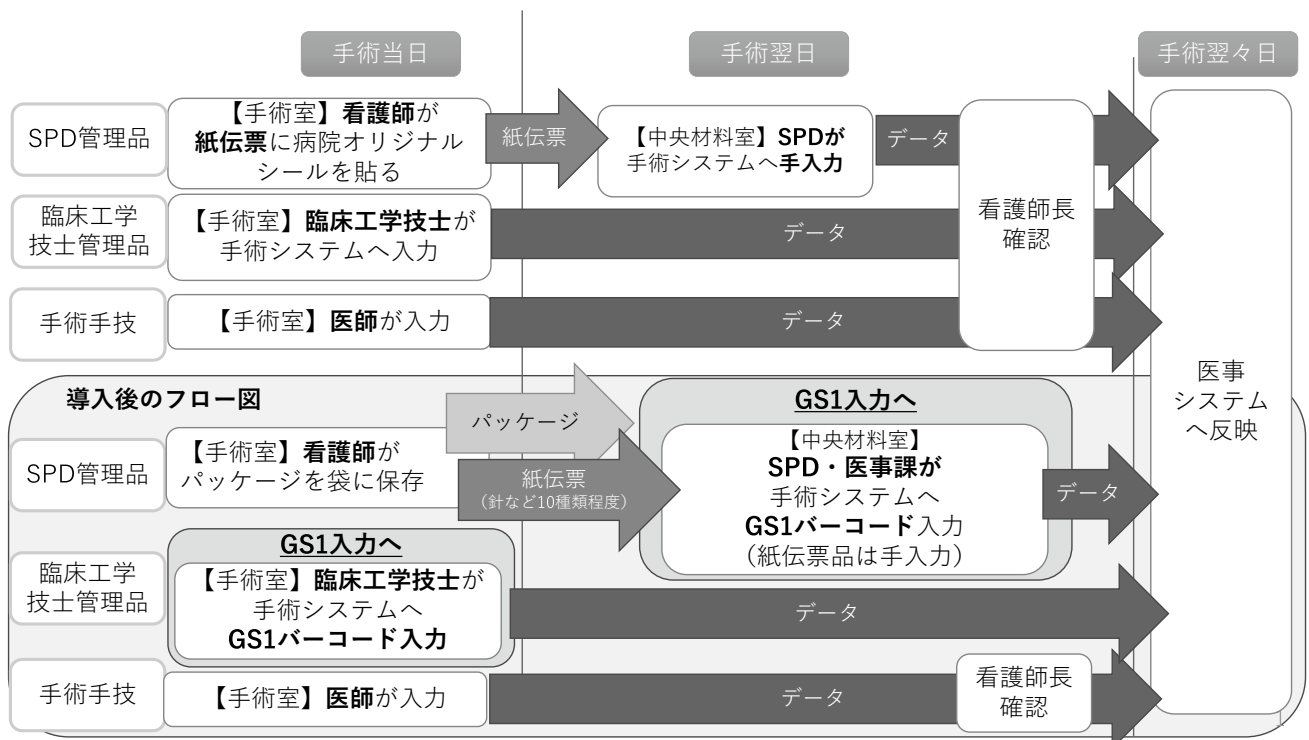 手術当日
手術翌日
手術翌々日
SPD管理品
【手術室】看護師が
紙伝票に病院オリジナル
シールを貼る
紙伝票
【中央材料室】SPDが
手術システムへ手入力
データ
臨床工学
技士管理品
【手術室】臨床工学技士が
手術システムへ入力
データ
手術手技
【手術室】医師が入力
データ
看護師長
確認
医事
システム
へ反映
導入後のフロー図
SPD管理品
【手術室】看護師が
パッケージを袋に保存
パッケージ
紙伝票
（針など10種類程度）
GS1入力へ
【中央材料室】
SPD・医事課が
手術システムへ
GS1バーコード入力
（紙伝票品は手入力）
データ
臨床工学
技士管理品
GS1入力へ
【手術室】臨床工学技士が
手術システムへ
GS1バーコード入力
データ
手術手技
【手術室】医師が入力
データ
看護師長
確認
1